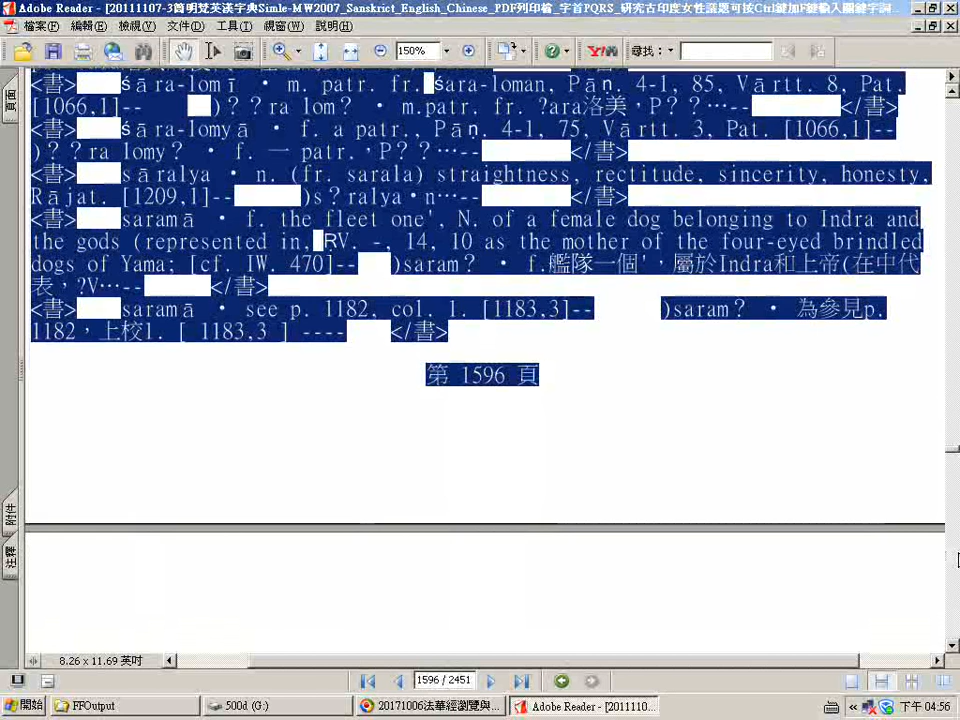 Adobe Reader - [20111107-3簡明梵英漢字典Simle-MW2007_Sanskrict_English_Chinese_PDF列印檔_字首PQRS_研究古印度女性議題可按Ctrl鍵加F鍵輸入關鍵字詞
檔案(F) 編輯(E) 檢視(V) 文件(D) 工具(T) 視窗(W) 說明(H)
150% 尋找：
頁面
<書> śāra-lomī • m. patr. fr. śara-loman, Pāṇ. 4-1, 85, Vārtt. 8, Pat.
[1066,1]-- )？？ra lom？ • m.patr. fr. ?ara洛美，P？？…-- </書>
<書> śāra-lomyā • f. a patr., Pāṇ. 4-1, 75, Vārtt. 3, Pat. [1066,1]--
)？？ra lomy？ • f. 一 patr.，P？？…-- </書>
<書> sāralya • n. (fr. sarala) straightness, rectitude, sincerity, honesty,
Rājat. [1209,1]-- )s？ralya•n…-- </書>
<書> saramā • f. the fleet one', N. of a female dog belonging to Indra and
the gods (represented in, ṚV. -, 14, 10 as the mother of the four-eyed brindled
dogs of Yama; [cf. IW. 470]-- )saram？ • f.艦隊一個'，屬於Indra和上帝(在中代
表，?V…-- </書>
<書> saramā • see p. 1182, col. 1. [1183,3]-- )saram？ • 為參見p.
1182，上校1. [ 1183,3 ] ---- </書>
第 1596 頁
附件
注釋
8.26 x 11.69 英吋
1596 / 2451
開始 FFOutput 500d (G:) 20171006法華經瀏覽與... Adobe Reader - [2011110... 下午 04:56